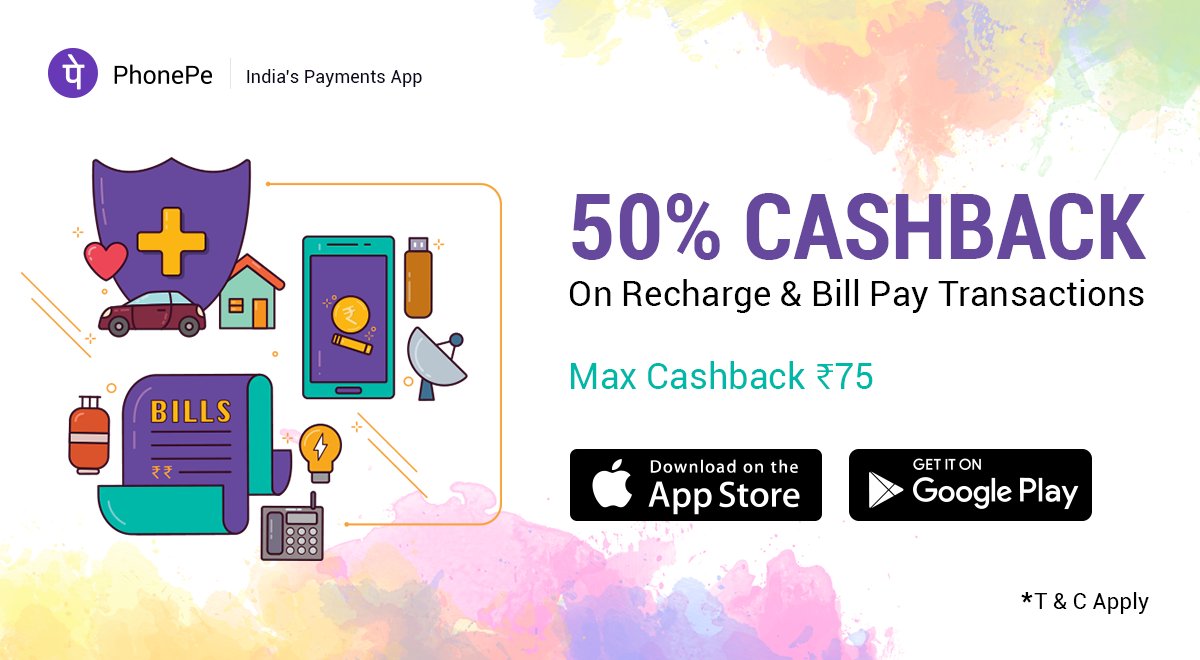 पे PhonePe India's Payments App
50% CASHBACK
On Recharge & Bill Pay Transactions
Max Cashback ₹75
BILLS
₹₹
₹
Download on the
App Store
GET IT ON
Google Play
*T & C Apply